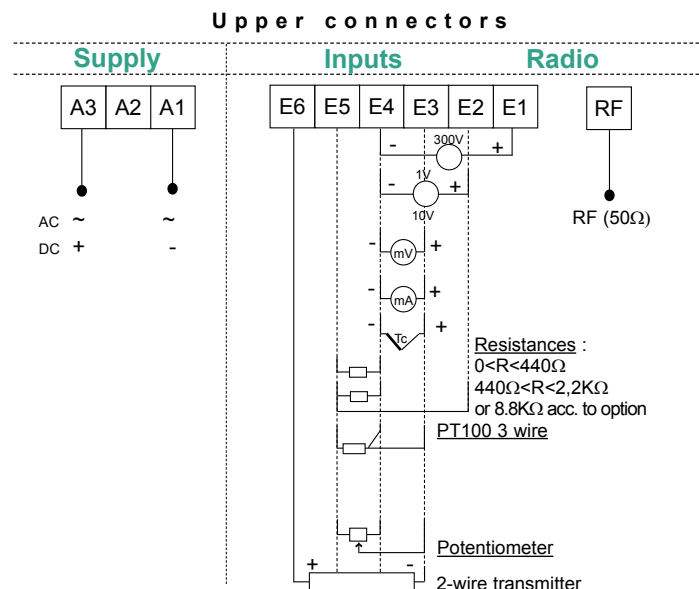 Upper connectors
Supply Inputs Radio
A3 A2 A1 E6 E5 E4 E3 E2 E1 RF
- 300V +
- 1V +
10V
AC ~ ~ RF (50Ω)
DC + -
- mV +
- mA +
- Tc +
Resistances :
0<R<440Ω
440Ω<R<2,2KΩ
or 8.8KΩ acc. to option
PT100 3 wire
Potentiometer
+ -
2-wire transmitter